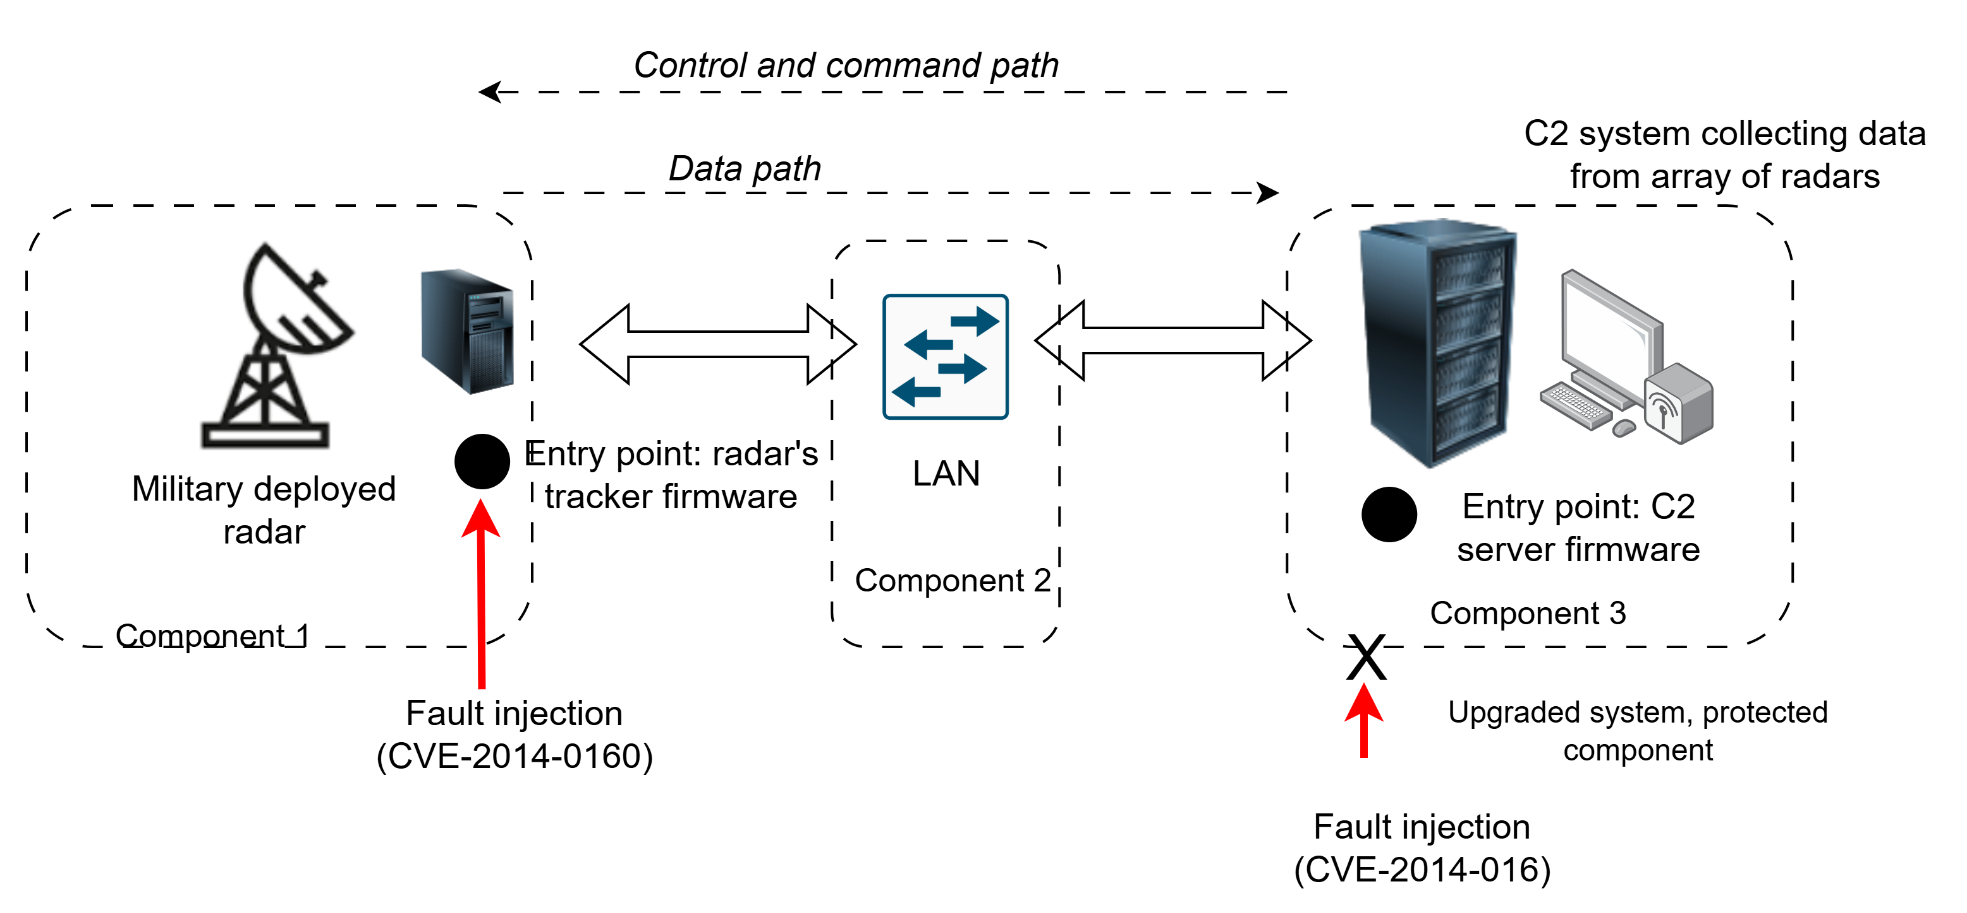 Control and command path
Data path
C2 system collecting data
from array of radars
Military deployed
radar
Entry point: radar's
tracker firmware
Component 1
LAN
Component 2
Entry point: C2
server firmware
Component 3
X
Fault injection
(CVE-2014-0160)
Upgraded system, protected
component
Fault injection
(CVE-2014-016)